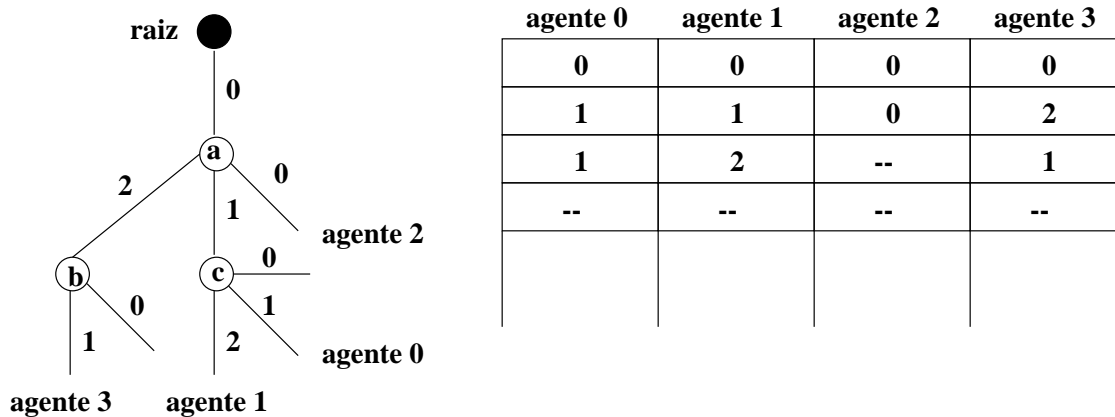 raiz
0
a
2
0
1
agente 2
b
c
0
0
1
1
2
agente 0
agente 3 agente 1
agente 0 agente 1 agente 2 agente 3
0 0 0 0
1 1 0 2
1 2 -- 1
-- -- -- --